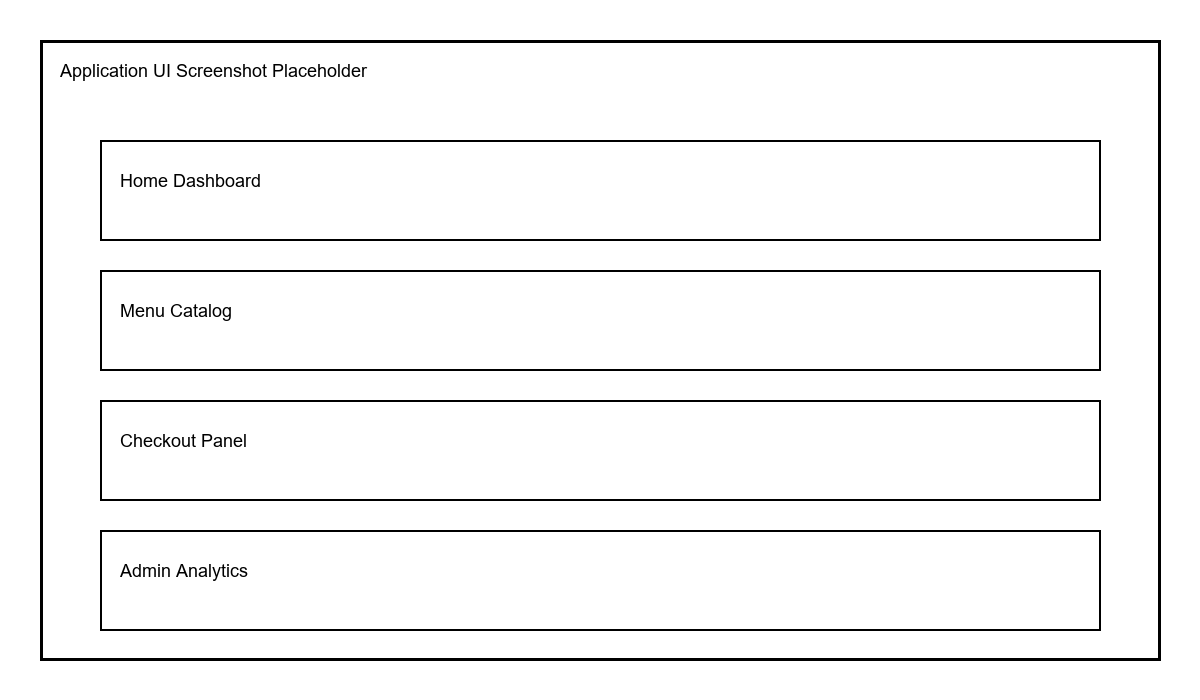 Application UI Screenshot Placeholder
Home Dashboard
Menu Catalog
Checkout Panel
Admin Analytics